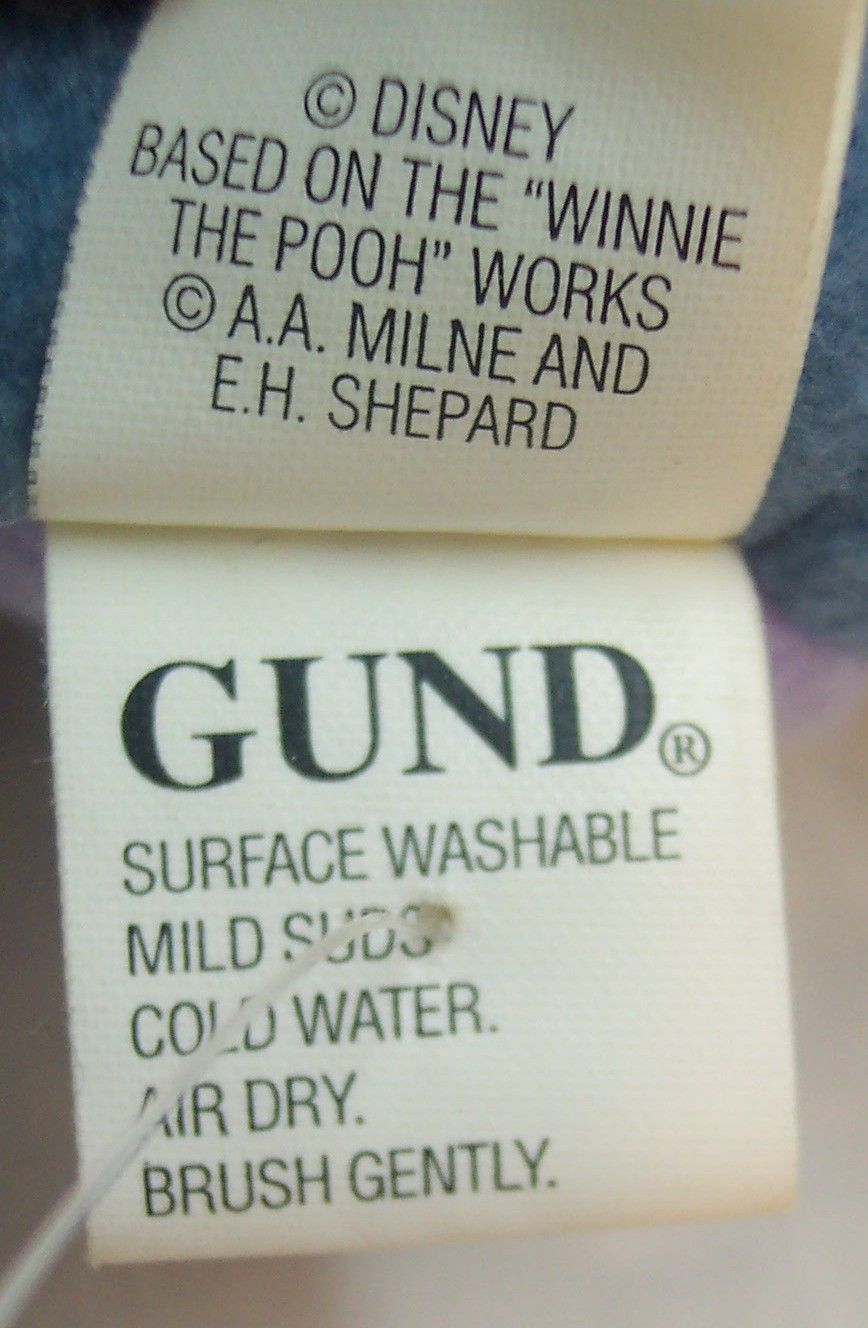 © DISNEY
BASED ON THE "WINNIE
THE POOH" WORKS
© A.A. MILNE AND
E.H. SHEPARD
GUND®
SURFACE WASHABLE
MILD SUDS
COLD WATER.
AIR DRY.
BRUSH GENTLY.